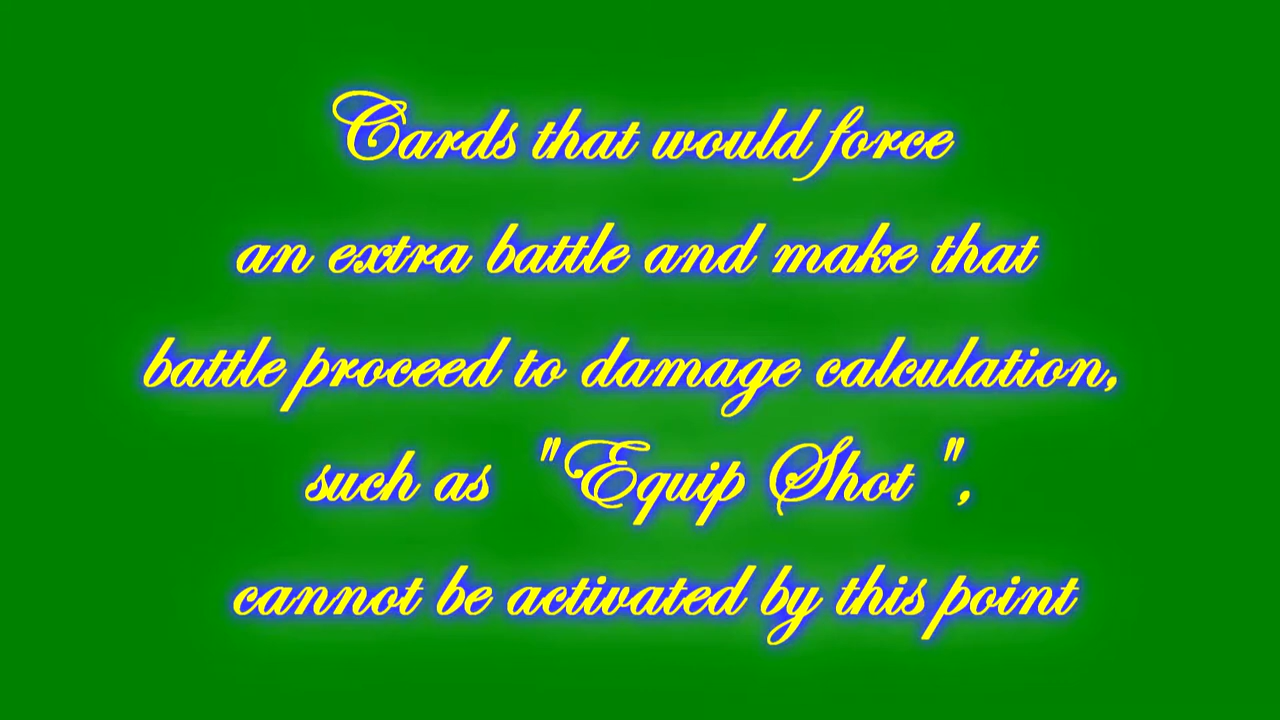 Cards that would force
an extra battle and make that
battle proceed to damage calculation,
such as "Equip Shot ",
cannot be activated by this point